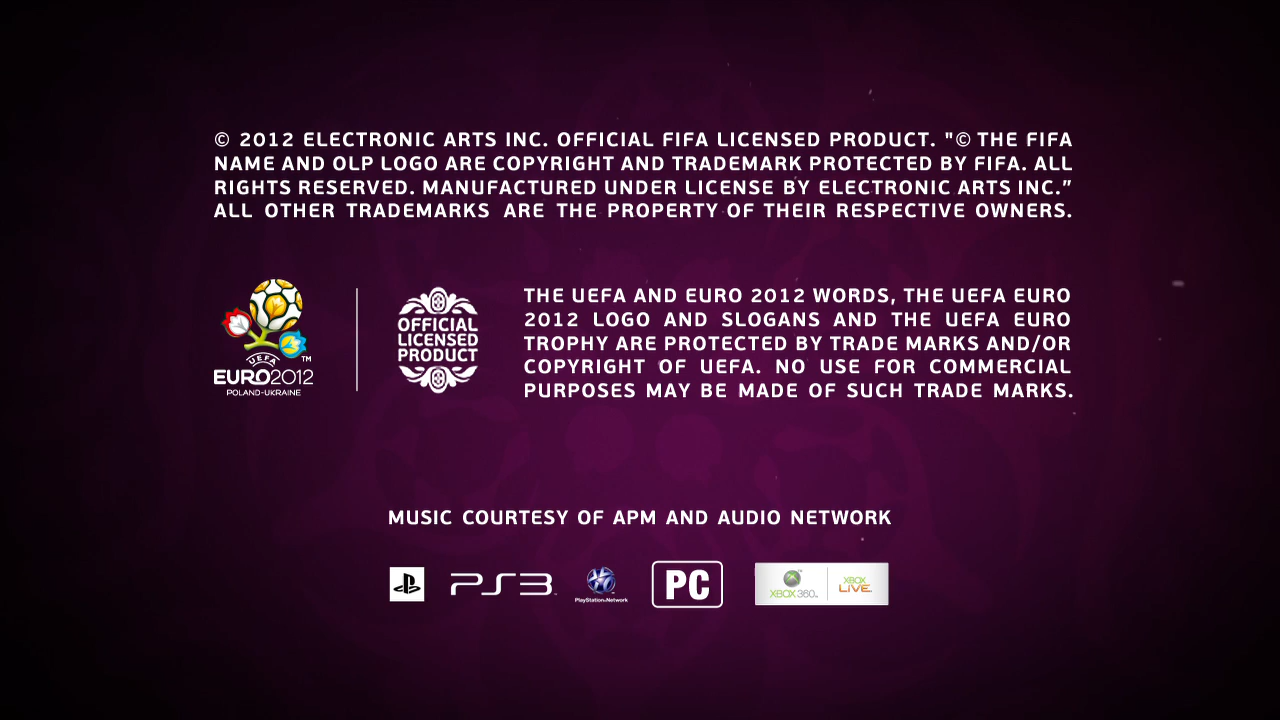 © 2012 ELECTRONIC ARTS INC. OFFICIAL FIFA LICENSED PRODUCT. "© THE FIFA
NAME AND OLP LOGO ARE COPYRIGHT AND TRADEMARK PROTECTED BY FIFA. ALL
RIGHTS RESERVED. MANUFACTURED UNDER LICENSE BY ELECTRONIC ARTS INC."
ALL OTHER TRADEMARKS ARE THE PROPERTY OF THEIR RESPECTIVE OWNERS.
UEFA
TM
EURO2012
POLAND-UKRAINE
OFFICIAL
LICENSED
PRODUCT
THE UEFA AND EURO 2012 WORDS, THE UEFA EURO
2012 LOGO AND SLOGANS AND THE UEFA EURO
TROPHY ARE PROTECTED BY TRADE MARKS AND/OR
COPYRIGHT OF UEFA. NO USE FOR COMMERCIAL
PURPOSES MAY BE MADE OF SUCH TRADE MARKS.
MUSIC COURTESY OF APM AND AUDIO NETWORK
PS3
PlayStation Network
PC
XBOX 360
XBOX
LIVE